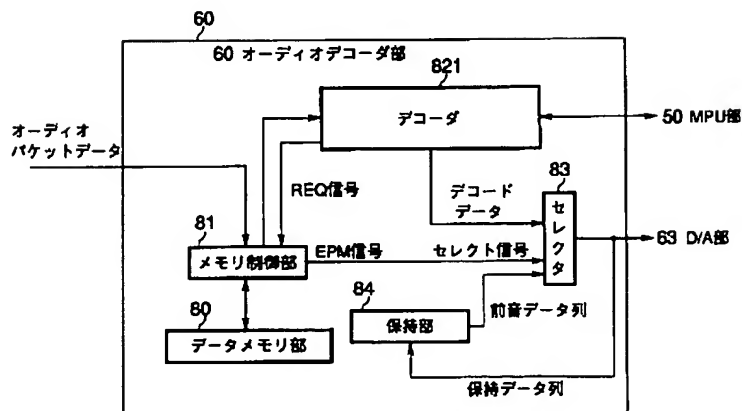 60
60 オーディオデコーダ部
821
デコーダ
50 MPU部
オーディオ
パケットデータ
REQ信号
デコード
データ
83
セレクタ
63 D/A部
81
メモリ制御部
EPM信号
セレクト信号
84
保持部
前音データ列
80
データメモリ部
保持データ列